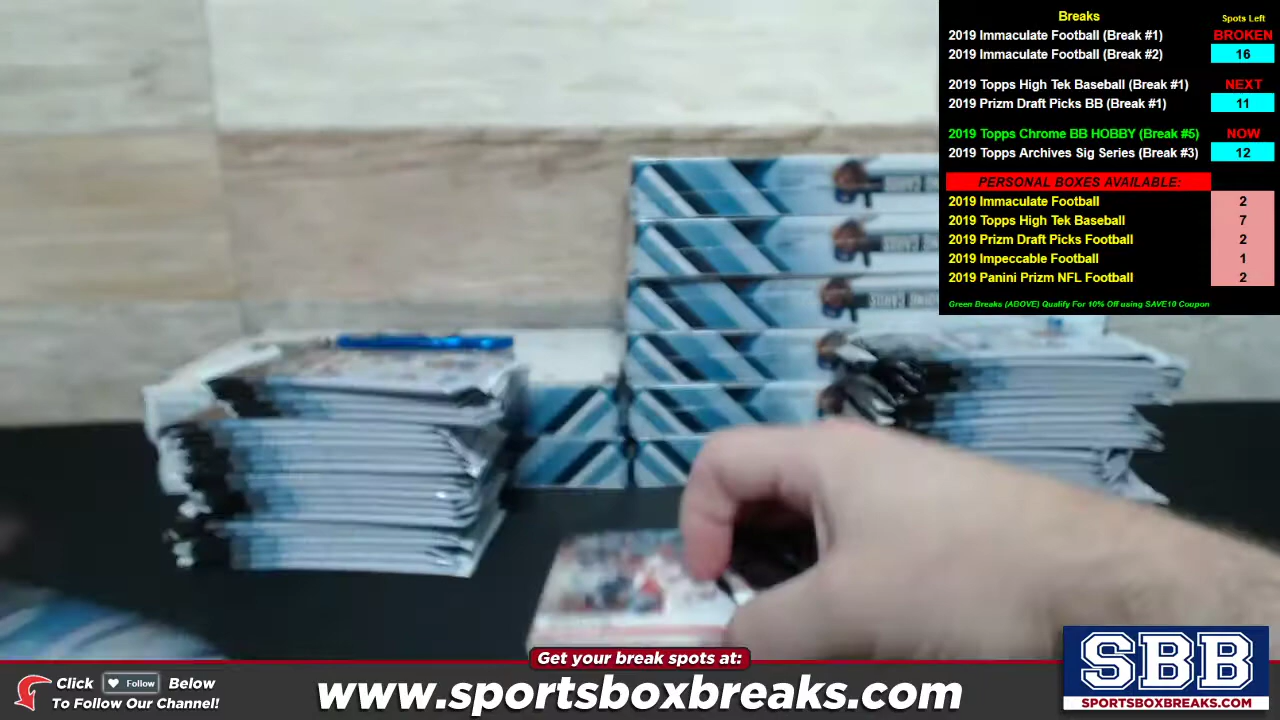 Breaks Spots Left
2019 Immaculate Football (Break #1) BROKEN
2019 Immaculate Football (Break #2) 16
2019 Topps High Tek Baseball (Break #1) NEXT
2019 Prizm Draft Picks BB (Break #1) 11
2019 Topps Chrome BB HOBBY (Break #5) NOW
2019 Topps Archives Sig Series (Break #3) 12
PERSONAL BOXES AVAILABLE:
2019 Immaculate Football 2
2019 Topps High Tek Baseball 7
2019 Prizm Draft Picks Football 2
2019 Impeccable Football 1
2019 Panini Prizm NFL Football 2
Green Breaks (ABOVE) Qualify For 10% Off using SAVE10 Coupon
Get your break spots at:
Click Follow Below
To Follow Our Channel!
www.sportsboxbreaks.com
SBB
SPORTSBOXBREAKS.COM